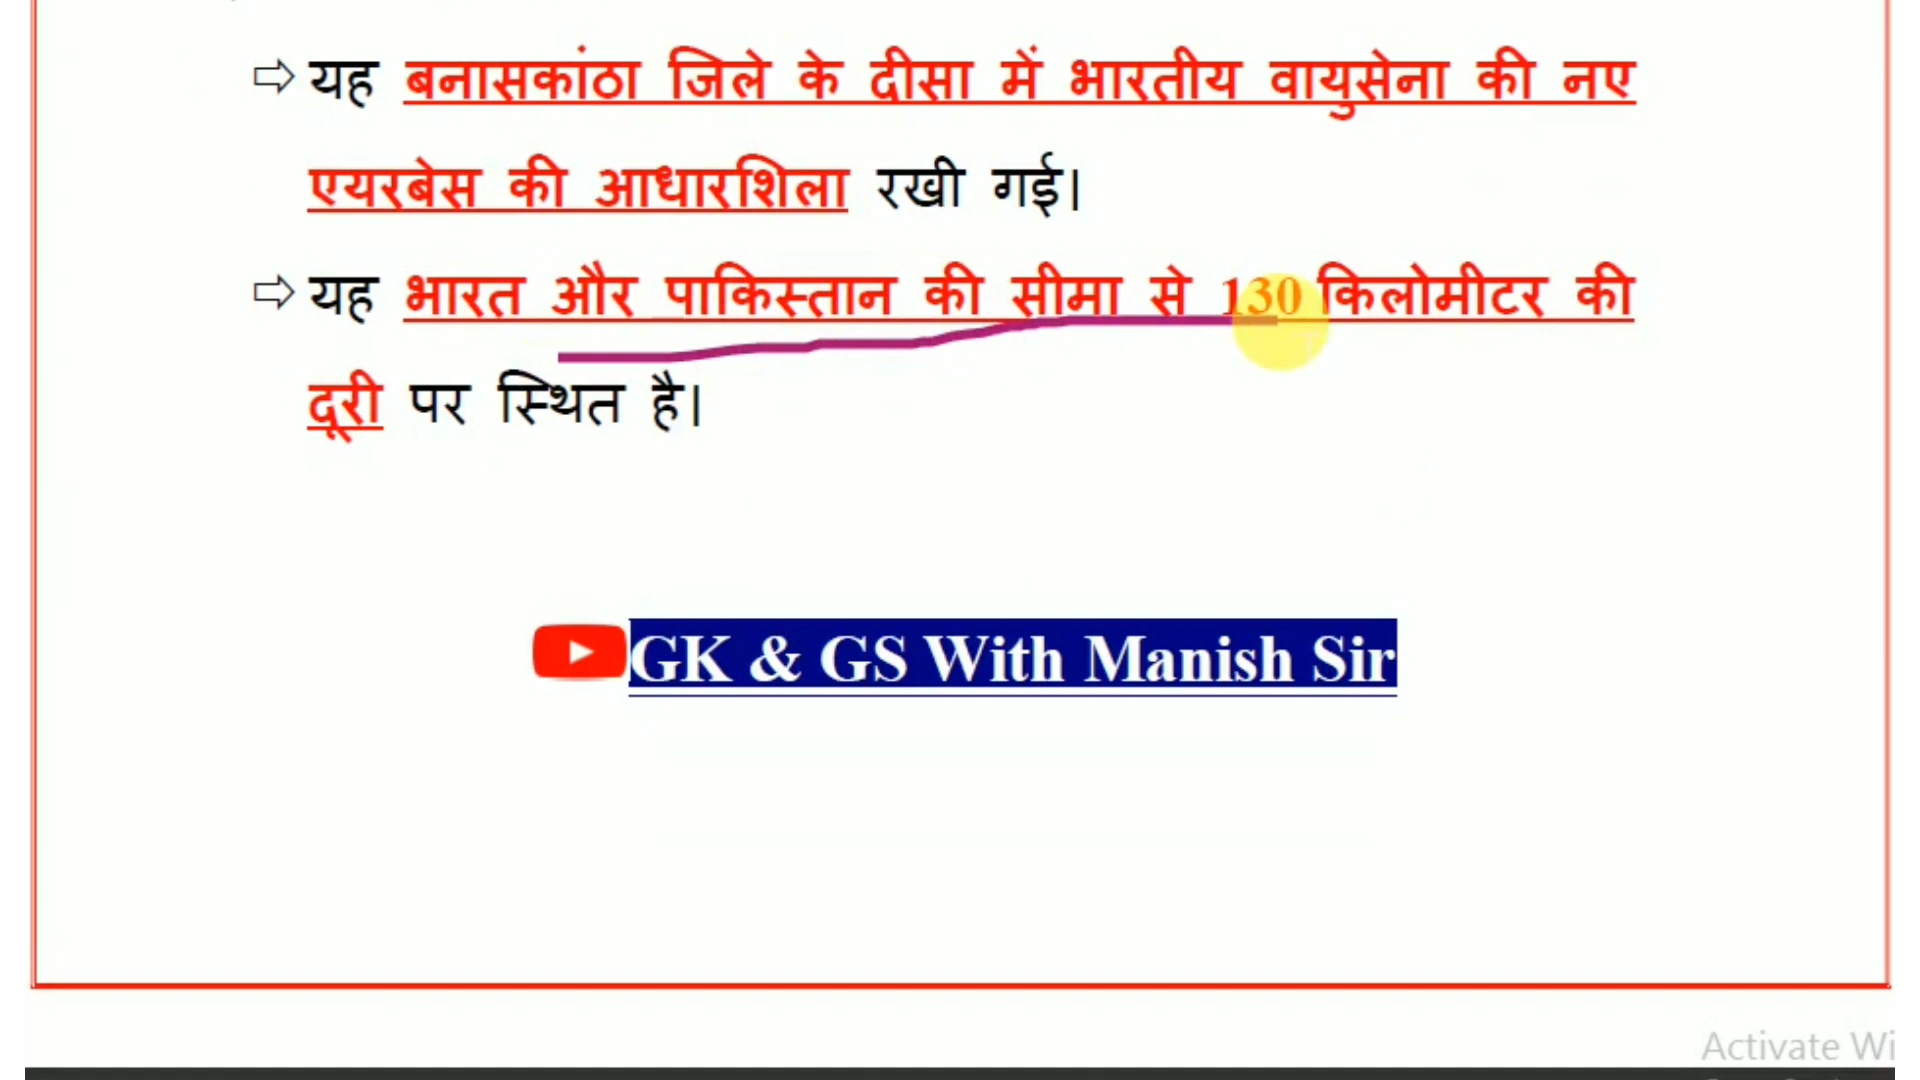 ⇨ यह बनासकांठा जिले के दीसा में भारतीय वायुसेना की नए
एयरबेस की आधारशिला रखी गई।
⇨ यह भारत और पाकिस्तान की सीमा से 130 किलोमीटर की
दूरी पर स्थित है।
GK & GS With Manish Sir
Activate Wi